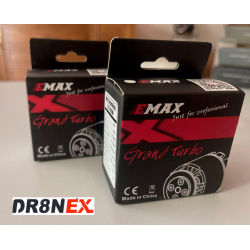 EMAX
Just for professional
Grand Turbo
Made in China
EMAX
Just for professional
Grand Turbo
CE
Made in China
DR8NEX